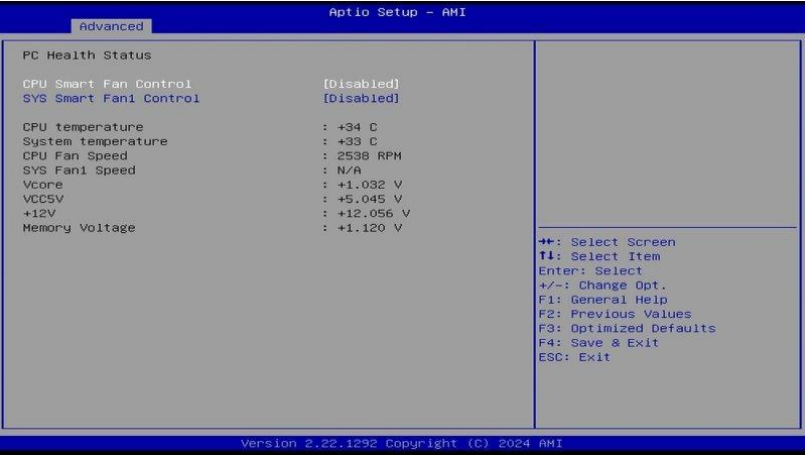 Aptio Setup - AMI
Advanced
PC Health Status
CPU Smart Fan Control [Disabled]
SYS Smart Fan1 Control [Disabled]
CPU temperature : +34 C
System temperature : +33 C
CPU Fan Speed : 2538 RPM
SYS Fan1 Speed : N/A
Vcore : +1.032 V
VCC5V : +5.045 V
+12V : +12.056 V
Memory Voltage : +1.120 V
→←: Select Screen
↑↓: Select Item
Enter: Select
+/-: Change Opt.
F1: General Help
F2: Previous Values
F3: Optimized Defaults
F4: Save & Exit
ESC: Exit
Version 2.22.1292 Copyright (C) 2024 AMI